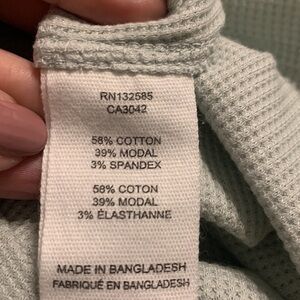 RN132585
CA3042
58% COTTON
39% MODAL
3% SPANDEX
58% COTON
39% MODAL
3% ÉLASTHANNE
MADE IN BANGLADESH
FABRIQUÉ EN BANGLADESH